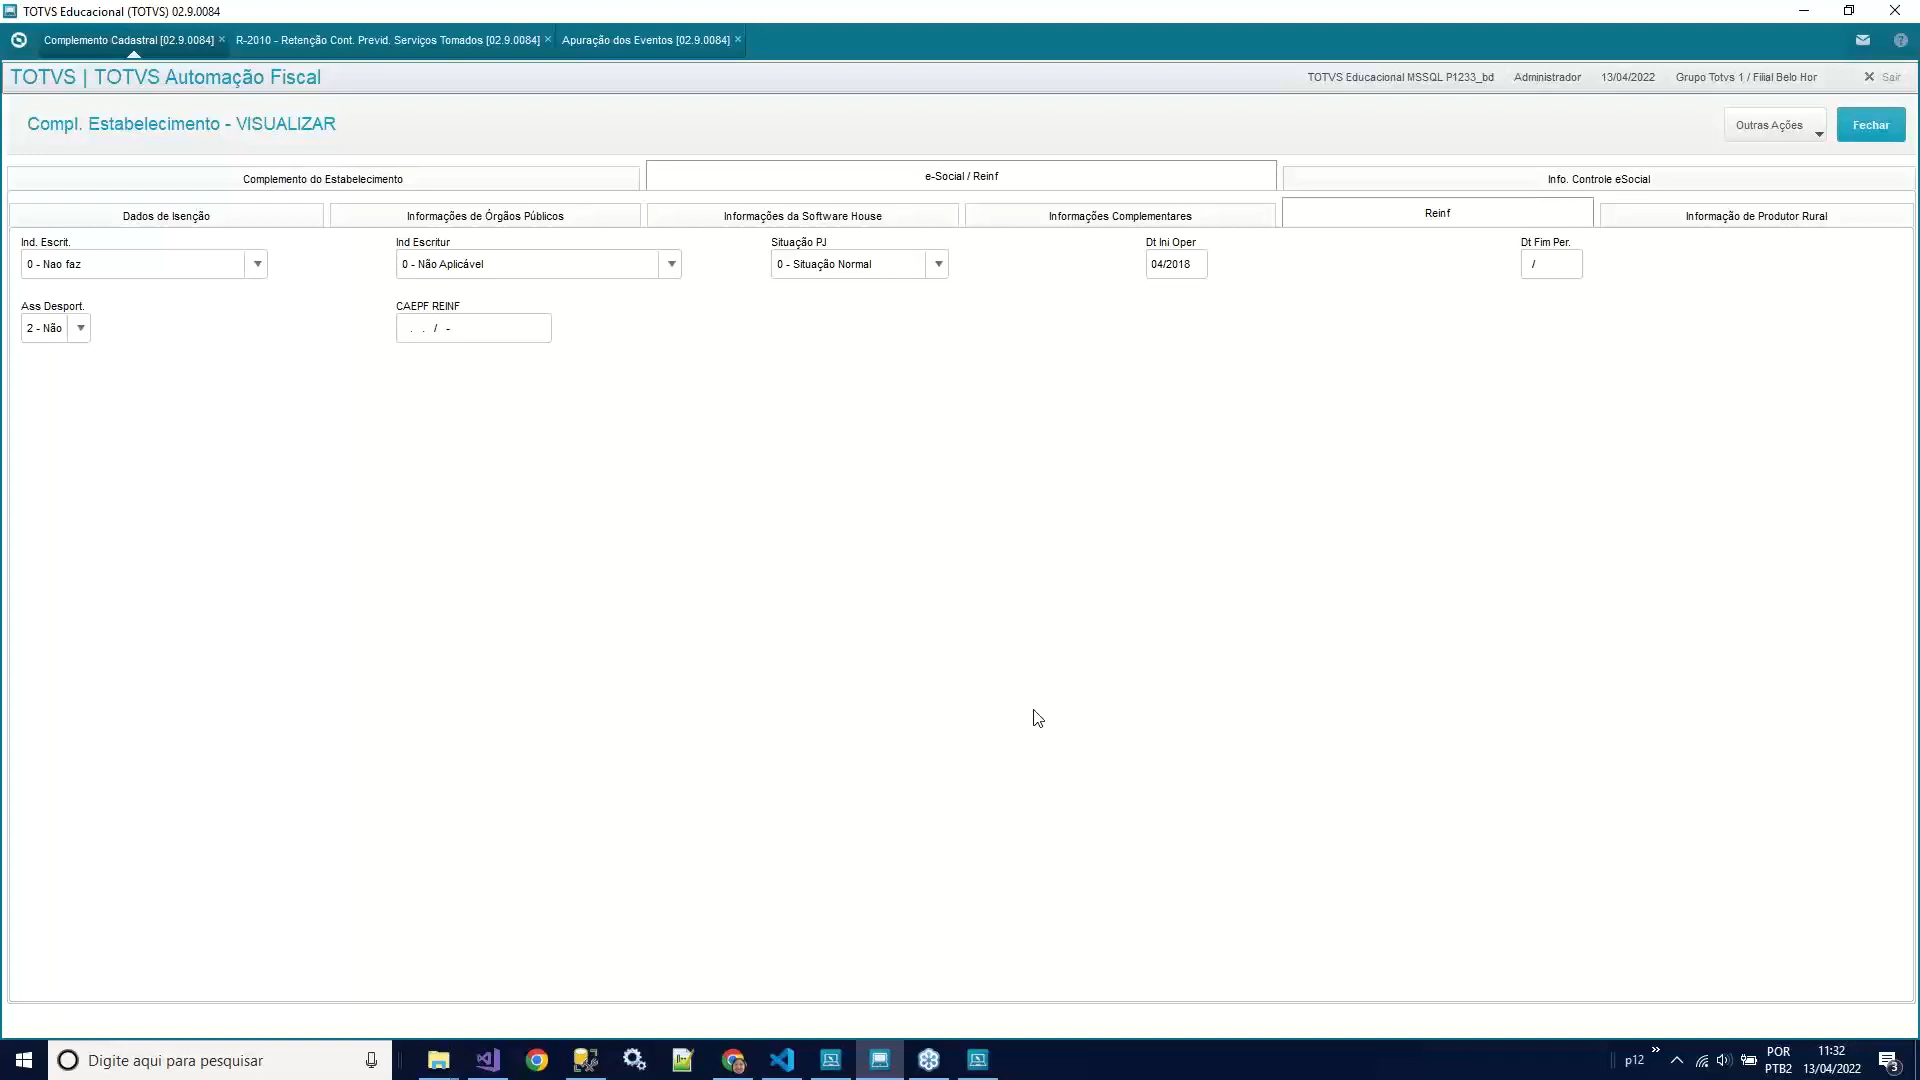 TOTVS Educacional (TOTVS) 02.9.0084
Complemento Cadastral [02.9.0084] × R-2010 - Retenção Cont. Previd. Serviços Tomados [02.9.0084] × Apuração dos Eventos [02.9.0084] ×
TOTVS | TOTVS Automação Fiscal
TOTVS Educacional MSSQL P1233_bd Administrador 13/04/2022 Grupo Totvs 1 / Filial Belo Hor Sair
Compl. Estabelecimento - VISUALIZAR
Outras Ações Fechar
Complemento do Estabelecimento e-Social / Reinf Info. Controle eSocial
Dados de Isenção Informações de Órgãos Públicos Informações da Software House Informações Complementares Reinf Informação de Produtor Rural
Ind. Escrit. Ind Escritur Situação PJ Dt Ini Oper Dt Fim Per.
0 - Nao faz 0 - Não Aplicável 0 - Situação Normal 04/2018 /
Ass Desport. CAEPF REINF
2 - Não . . / -
Digite aqui para pesquisar
p12 » POR 11:32
PTB2 13/04/2022 3